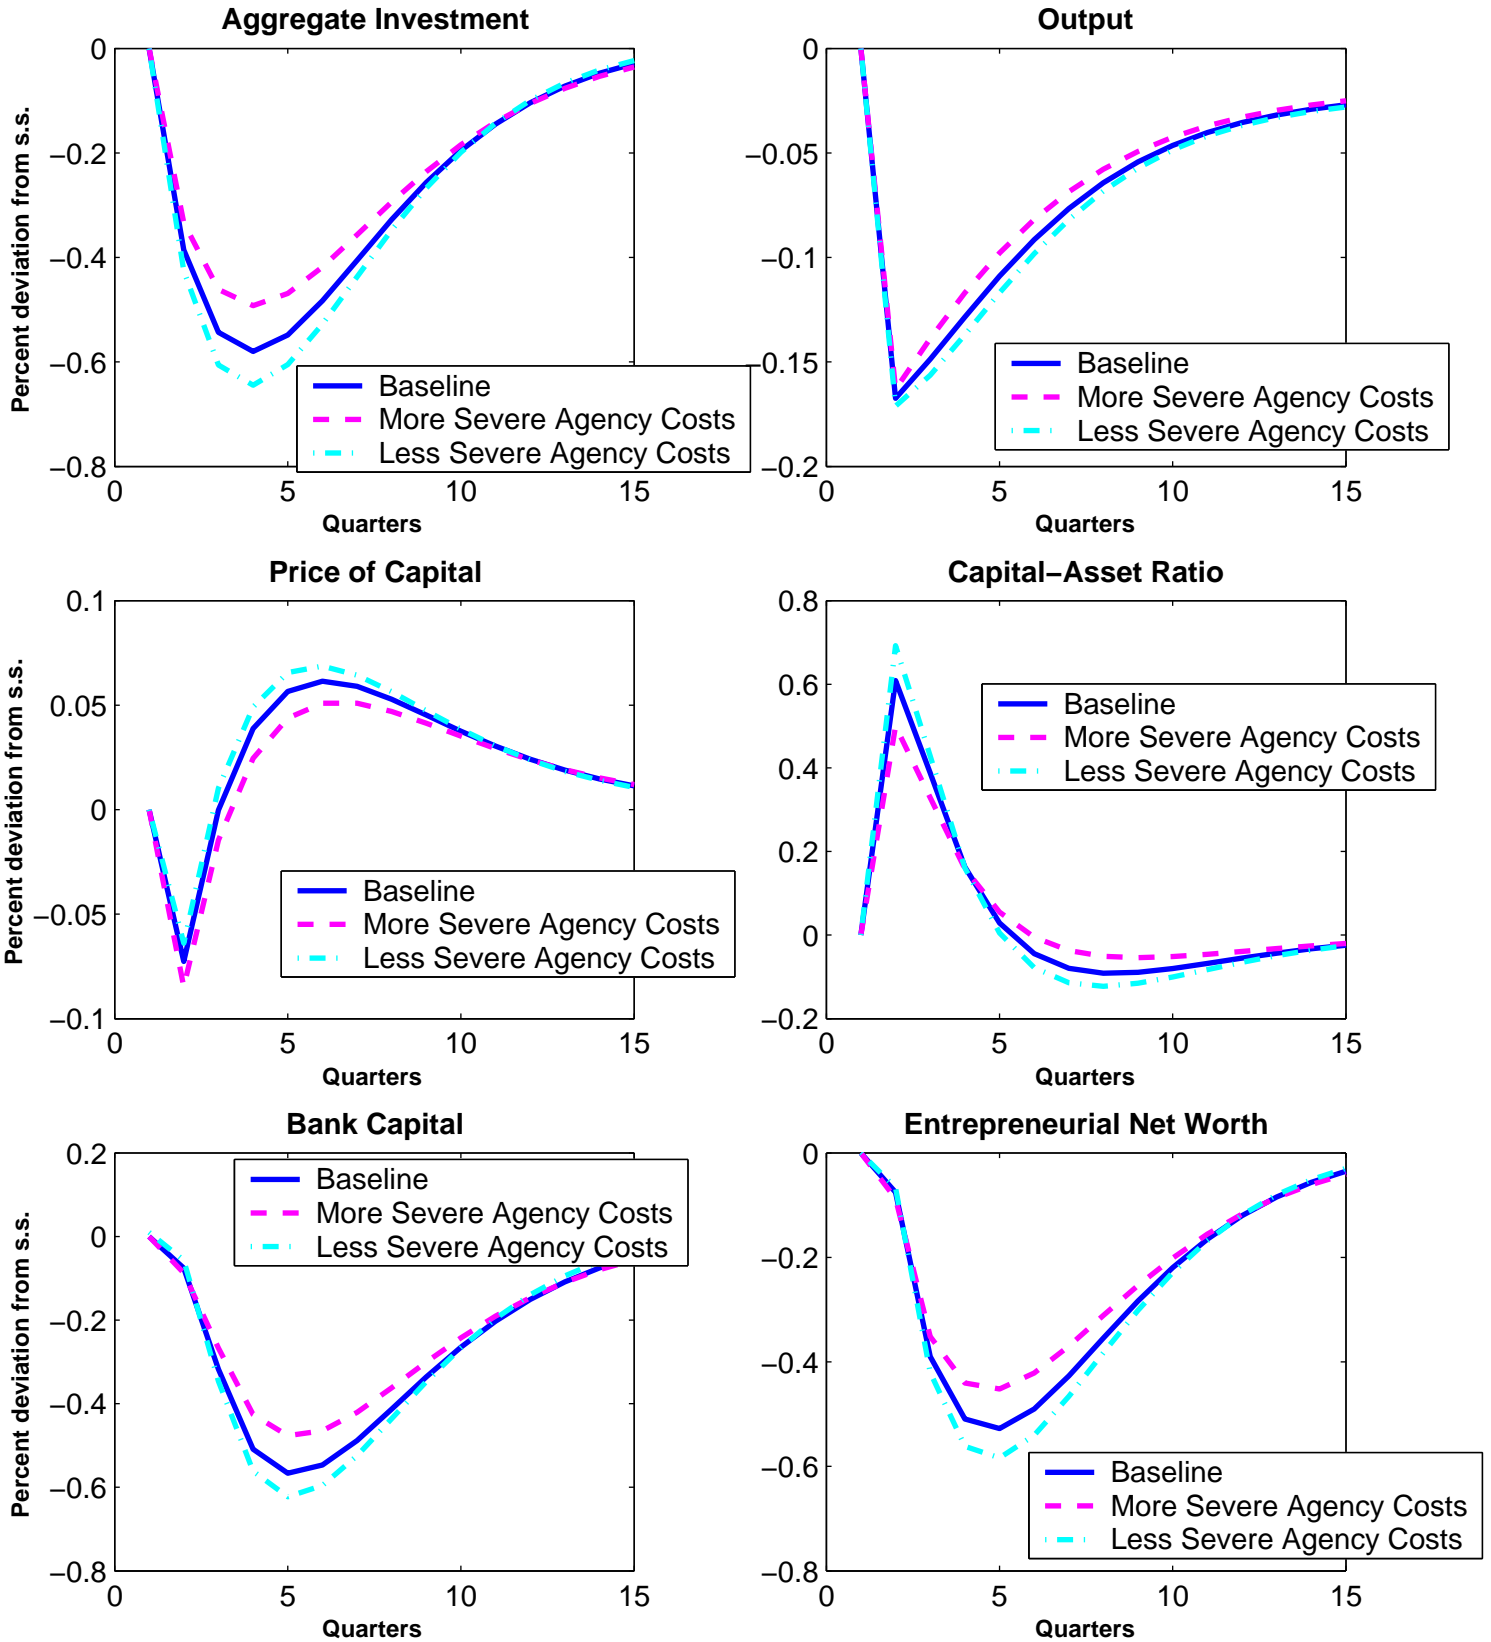 Aggregate Investment
0
−0.2
−0.4
−0.6
−0.8
Percent deviation from s.s.
Baseline
More Severe Agency Costs
Less Severe Agency Costs
0 5 10 15
Quarters
Output
0
−0.05
−0.1
−0.15
−0.2
Baseline
More Severe Agency Costs
Less Severe Agency Costs
0 5 10 15
Quarters
Price of Capital
0.1
0.05
0
−0.05
−0.1
Percent deviation from s.s.
Baseline
More Severe Agency Costs
Less Severe Agency Costs
0 5 10 15
Quarters
Capital−Asset Ratio
0.8
0.6
0.4
0.2
0
−0.2
Baseline
More Severe Agency Costs
Less Severe Agency Costs
0 5 10 15
Quarters
Bank Capital
0.2
0
−0.2
−0.4
−0.6
−0.8
Percent deviation from s.s.
Baseline
More Severe Agency Costs
Less Severe Agency Costs
0 5 10 15
Quarters
Entrepreneurial Net Worth
0
−0.2
−0.4
−0.6
−0.8
Baseline
More Severe Agency Costs
Less Severe Agency Costs
0 5 10 15
Quarters